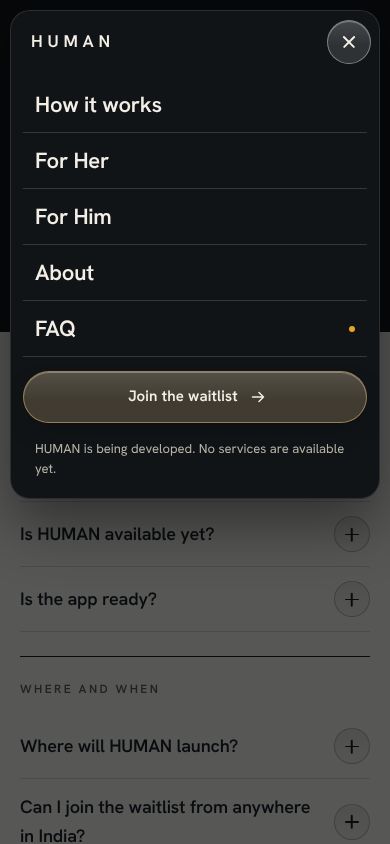 HUMAN
How it works
For Her
For Him
About
FAQ
Join the waitlist →
HUMAN is being developed. No services are available
yet.
Is HUMAN available yet?
Is the app ready?
WHERE AND WHEN
Where will HUMAN launch?
Can I join the waitlist from anywhere
in India?